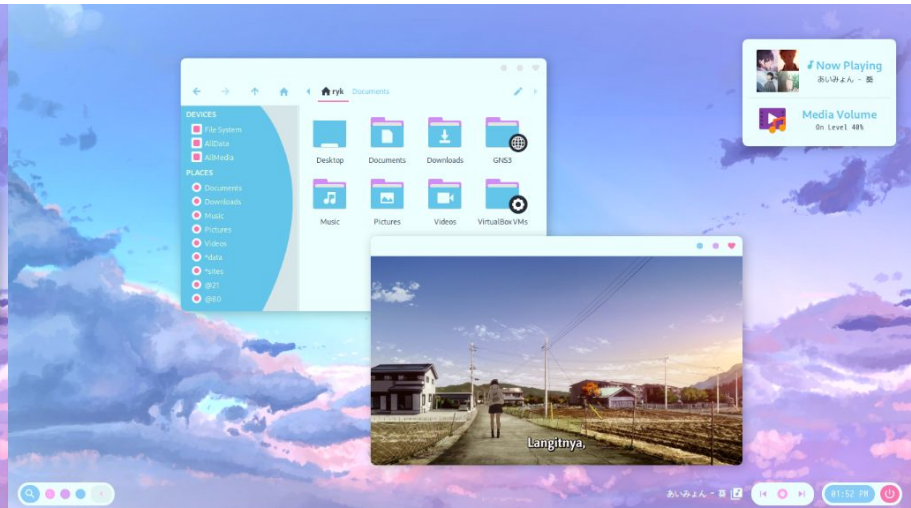 Now Playing
あいみょん - 葵
Media Volume
On Level 40%
ryk Documents
DEVICES
File System
AllData
AllMedia
PLACES
Documents
Downloads
Music
Pictures
Videos
^data
^sites
@21
@80
Desktop Documents Downloads GNS3
Music Pictures Videos VirtualBox VMs
Langitnya,
あいみょん - 葵
01:52 PM